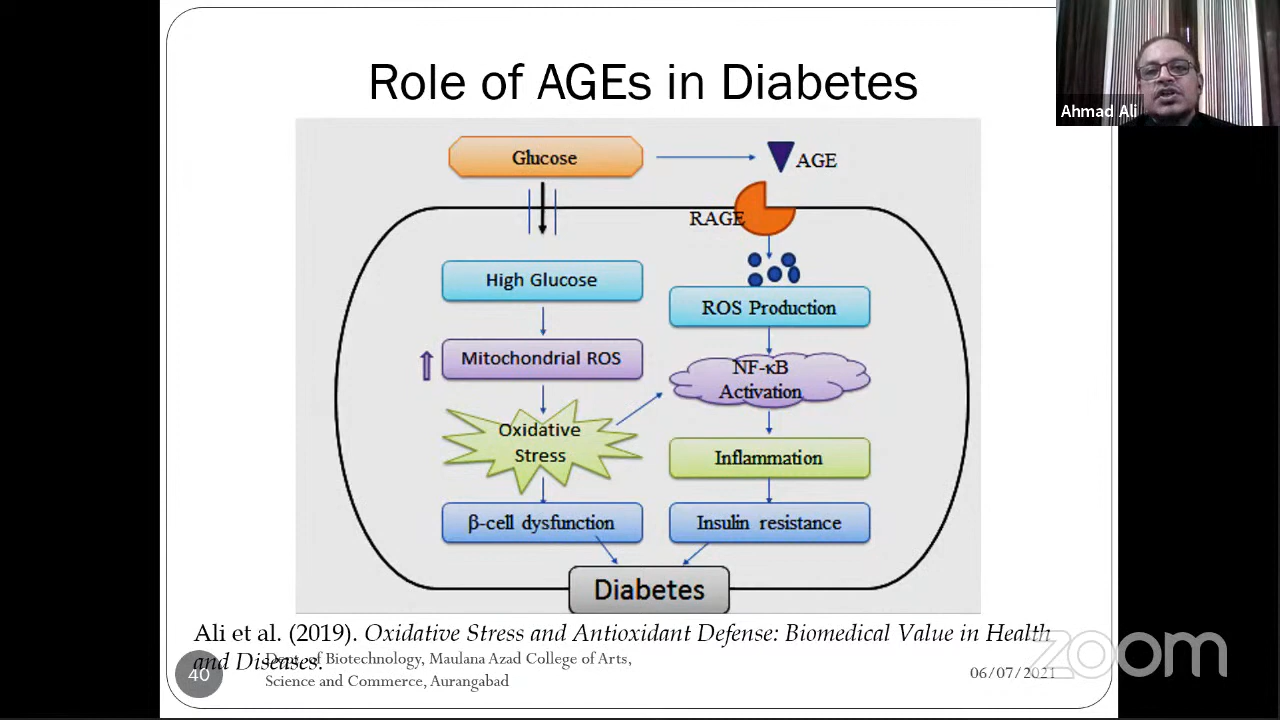 Role of AGEs in Diabetes
Ahmad Ali
Glucose
AGE
RAGE
High Glucose
ROS Production
Mitochondrial ROS
NF-κB
Activation
Oxidative
Stress
Inflammation
β-cell dysfunction
Insulin resistance
Diabetes
Ali et al. (2019). Oxidative Stress and Antioxidant Defense: Biomedical Value in Health
and Diseases.
Dept. of Biotechnology, Maulana Azad College of Arts,
Science and Commerce, Aurangabad
40
06/07/2021
zoom